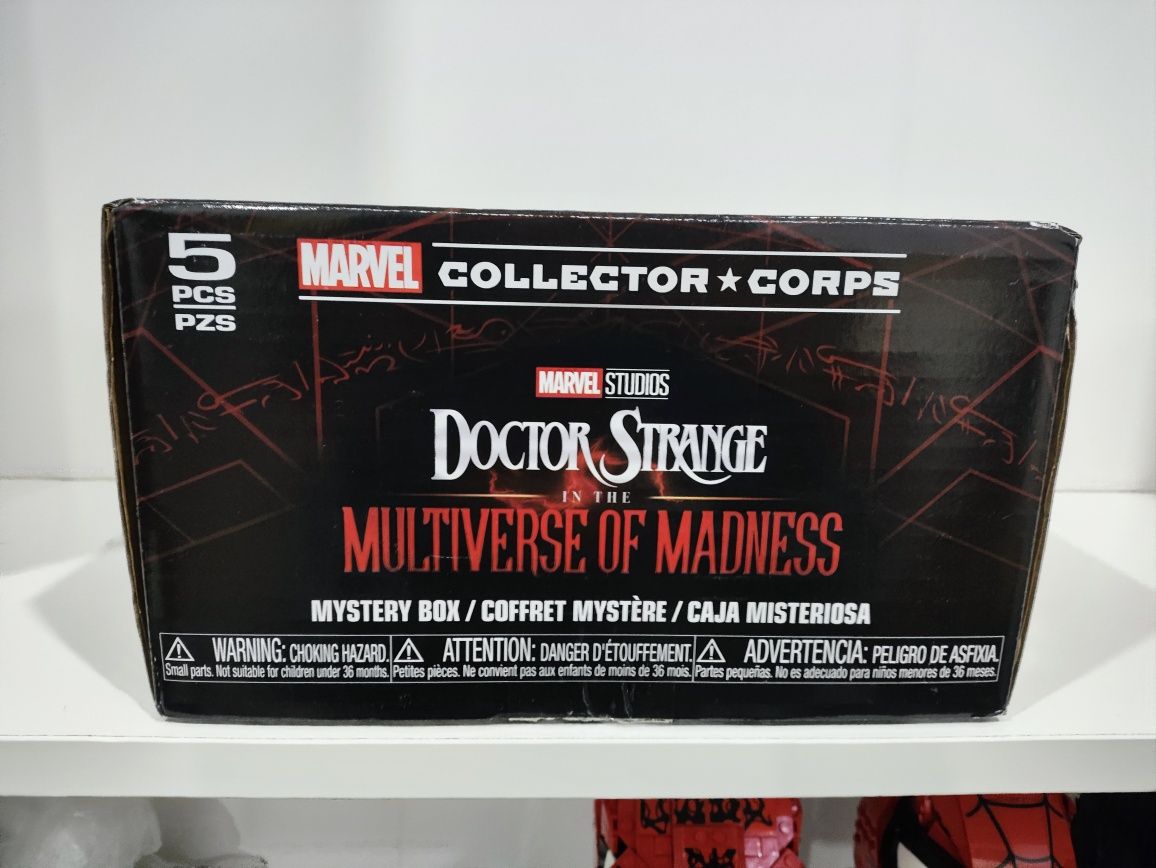 5
PCS
PZS
MARVEL COLLECTOR★CORPS
MARVEL STUDIOS
DOCTOR STRANGE
IN THE
MULTIVERSE OF MADNESS
MYSTERY BOX / COFFRET MYSTÈRE / CAJA MISTERIOSA
WARNING: CHOKING HAZARD.
Small parts. Not suitable for children under 36 months.
ATTENTION: DANGER D'ÉTOUFFEMENT.
Petites pièces. Ne convient pas aux enfants de moins de 36 mois.
ADVERTENCIA: PELIGRO DE ASFIXIA.
Partes pequeñas. No es adecuado para niños menores de 36 meses.